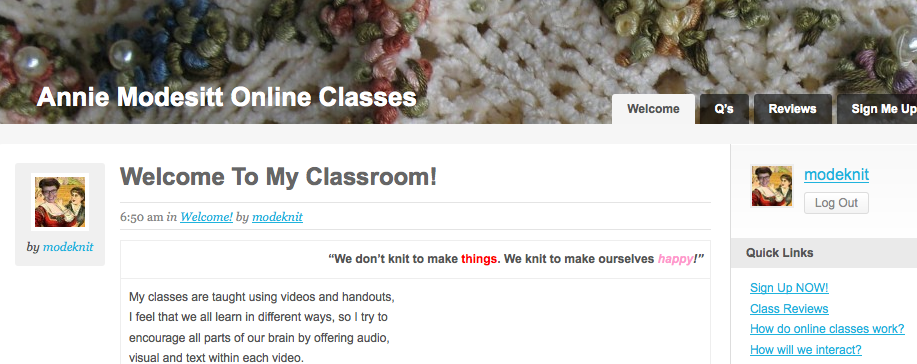 Annie Modesitt Online Classes
Welcome
Q's
Reviews
Sign Me Up
by modeknit
Welcome To My Classroom!
6:50 am in Welcome! by modeknit
“We don't knit to make things. We knit to make ourselves happy!”
My classes are taught using videos and handouts,
I feel that we all learn in different ways, so I try to
encourage all parts of our brain by offering audio,
visual and text within each video.
modeknit
Log Out
Quick Links
Sign Up NOW!
Class Reviews
How do online classes work?
How will we interact?